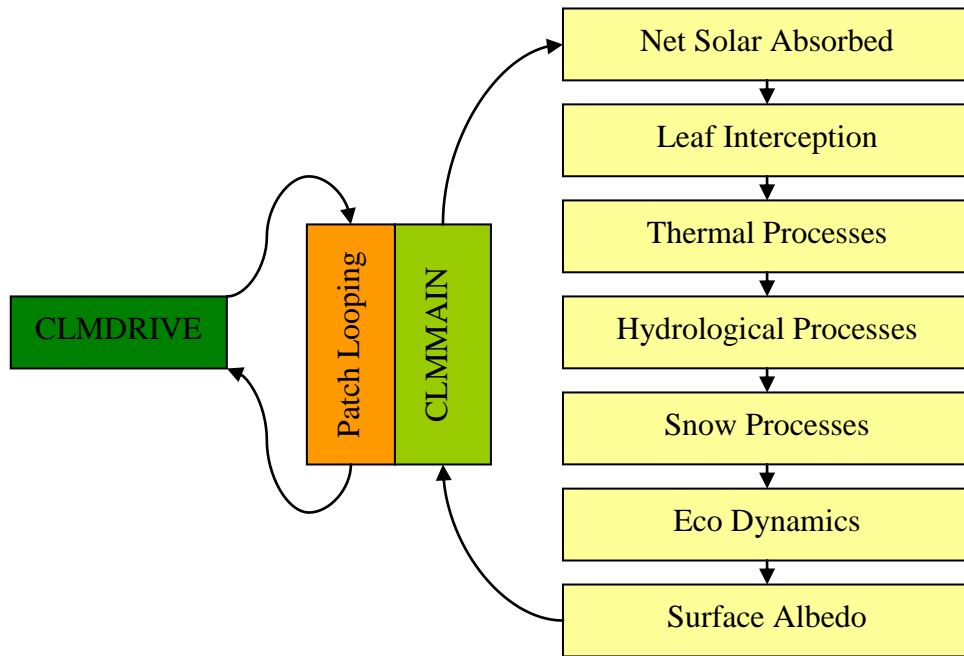 CLMDRIVE
Patch Looping
CLMMAIN
Net Solar Absorbed
Leaf Interception
Thermal Processes
Hydrological Processes
Snow Processes
Eco Dynamics
Surface Albedo